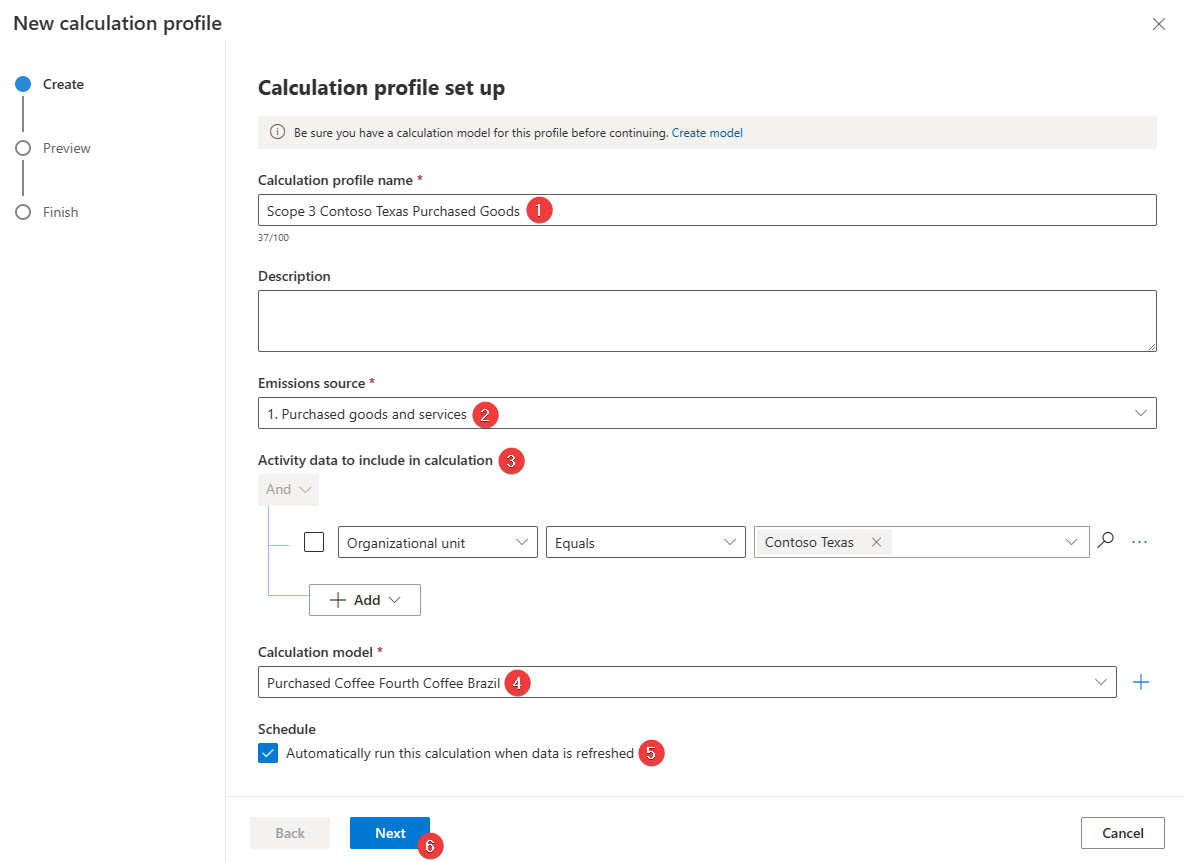 New calculation profile
Create
Preview
Finish
Calculation profile set up
Be sure you have a calculation model for this profile before continuing. Create model
Calculation profile name *
Scope 3 Contoso Texas Purchased Goods 1
37/100
Description
Emissions source *
1. Purchased goods and services 2
Activity data to include in calculation 3
And
Organizational unit Equals Contoso Texas
Add
Calculation model *
Purchased Coffee Fourth Coffee Brazil 4
Schedule
Automatically run this calculation when data is refreshed 5
Back Next 6 Cancel